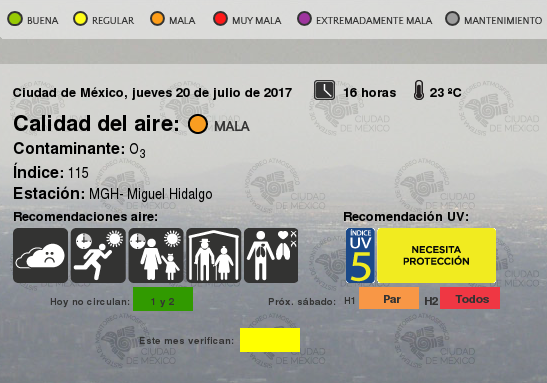 BUENA REGULAR MALA MUY MALA EXTREMADAMENTE MALA MANTENIMIENTO
Ciudad de México, jueves 20 de julio de 2017 16 horas 23 ºC
Calidad del aire: MALA
Contaminante: O3
Índice: 115
Estación: MGH- Miguel Hidalgo
Recomendaciones aire: Recomendación UV:
ÍNDICE
UV
5
NECESITA
PROTECCIÓN
Hoy no circulan: 1 y 2 Próx. sábado: H1 Par H2 Todos
Este mes verifican:
CIUDAD
DE MÉXICO